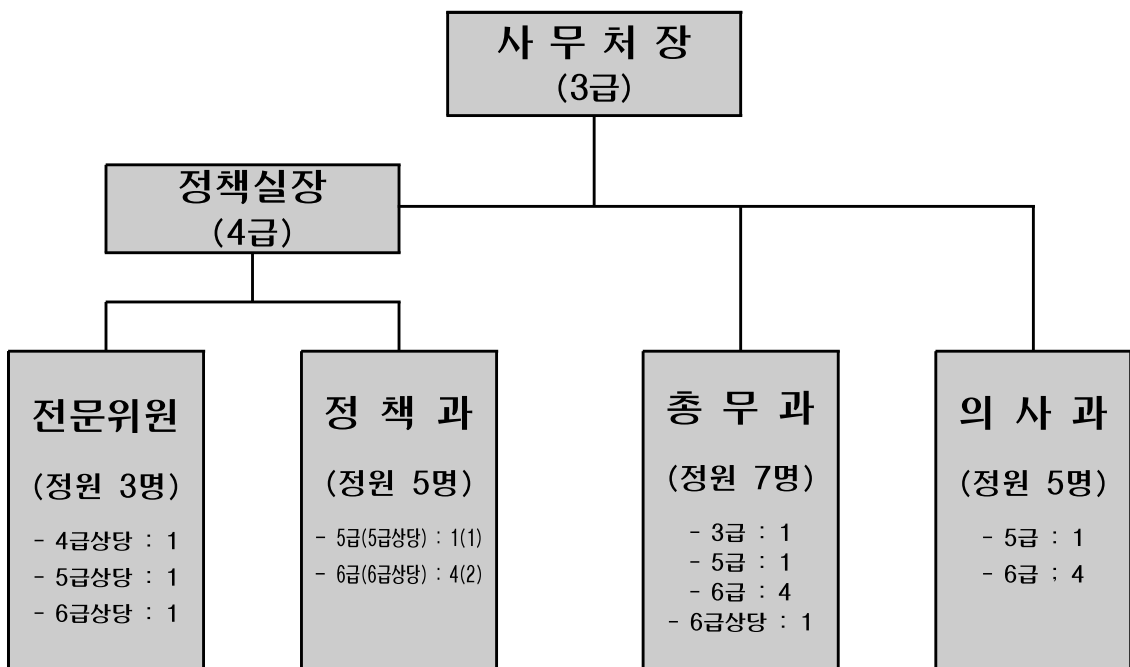 사 무 처 장
(3급)
정책실장
(4급)
전문위원
(정원 3명)
- 4급상당 : 1
- 5급상당 : 1
- 6급상당 : 1
정 책 과
(정원 5명)
- 5급(5급상당) : 1(1)
- 6급(6급상당) : 4(2)
총 무 과
(정원 7명)
- 3급 : 1
- 5급 : 1
- 6급 : 4
- 6급상당 : 1
의 사 과
(정원 5명)
- 5급 : 1
- 6급 ; 4